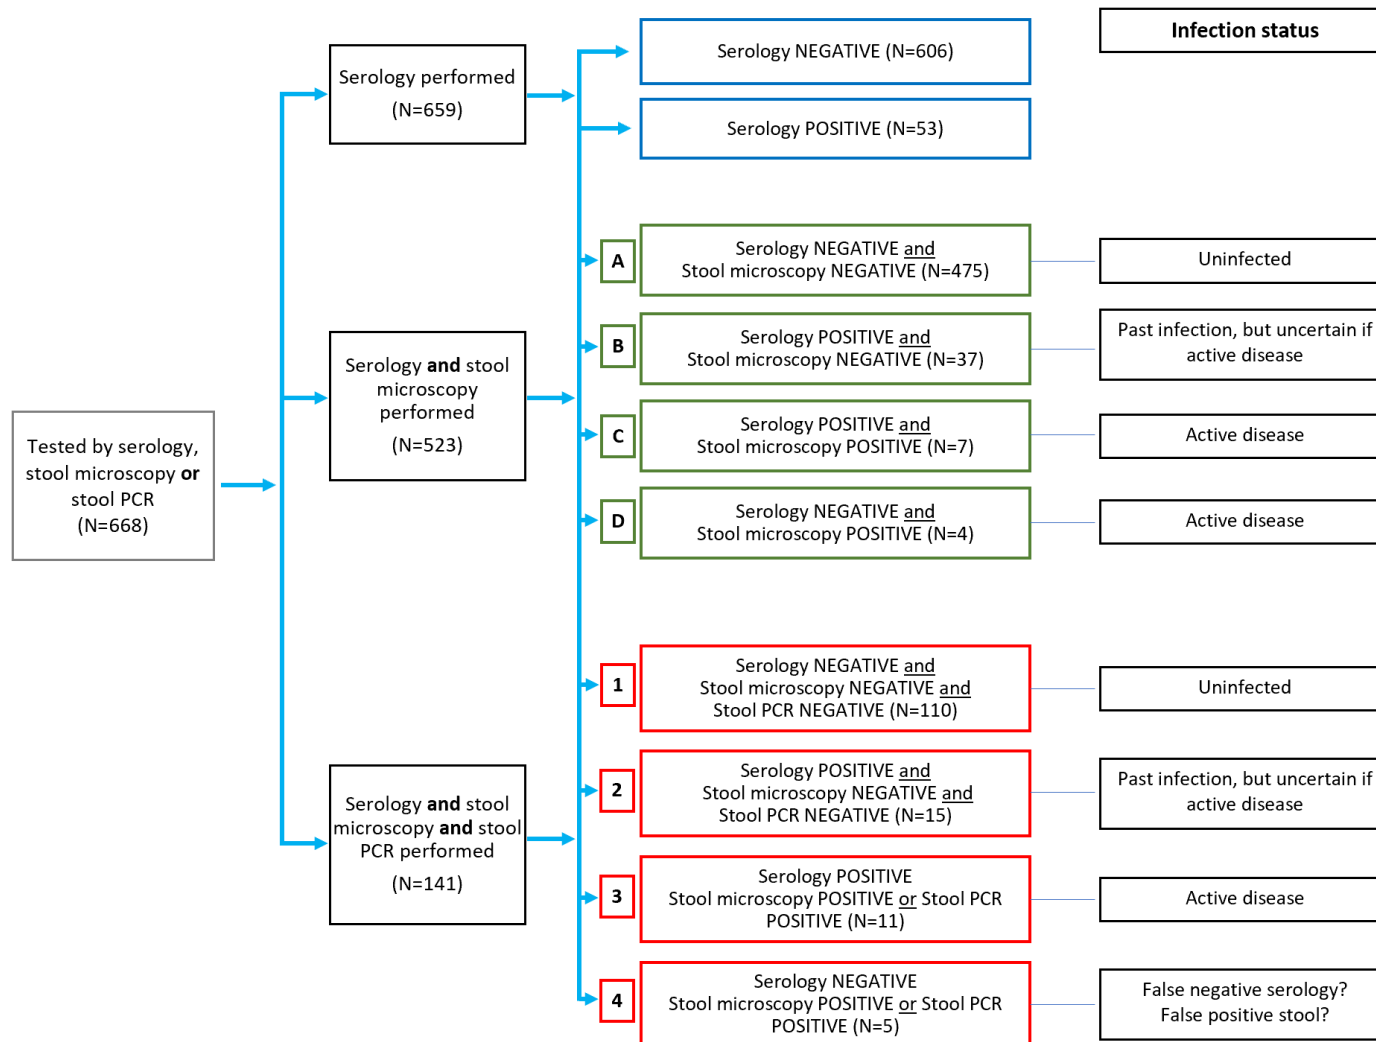 Infection status
Serology performed
(N=659)
Serology NEGATIVE (N=606)
Serology POSITIVE (N=53)
Tested by serology,
stool microscopy or
stool PCR
(N=668)
Serology and stool
microscopy
performed
(N=523)
A
Serology NEGATIVE and
Stool microscopy NEGATIVE (N=475)
Uninfected
B
Serology POSITIVE and
Stool microscopy NEGATIVE (N=37)
Past infection, but uncertain if
active disease
C
Serology POSITIVE and
Stool microscopy POSITIVE (N=7)
Active disease
D
Serology NEGATIVE and
Stool microscopy POSITIVE (N=4)
Active disease
Serology and stool
microscopy and stool
PCR performed
(N=141)
1
Serology NEGATIVE and
Stool microscopy NEGATIVE and
Stool PCR NEGATIVE (N=110)
Uninfected
2
Serology POSITIVE and
Stool microscopy NEGATIVE and
Stool PCR NEGATIVE (N=15)
Past infection, but uncertain if
active disease
3
Serology POSITIVE
Stool microscopy POSITIVE or Stool PCR
POSITIVE (N=11)
Active disease
4
Serology NEGATIVE
Stool microscopy POSITIVE or Stool PCR
POSITIVE (N=5)
False negative serology?
False positive stool?